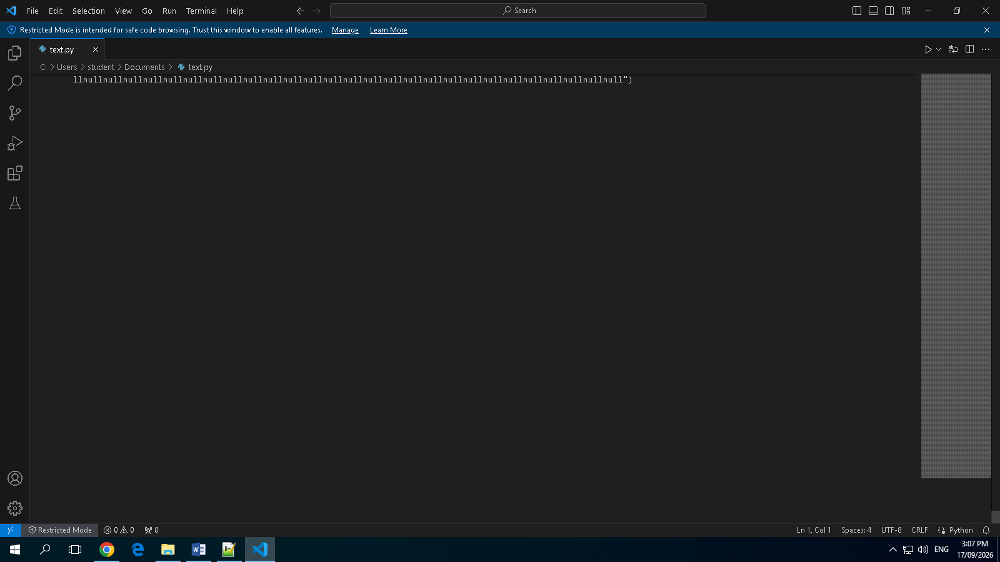 File Edit Selection View Go Run Terminal Help
Search
Restricted Mode is intended for safe code browsing. Trust this window to enable all features. Manage Learn More
text.py
C: > Users > student > Documents > text.py
llnullnullnullnullnullnullnullnullnullnullnullnullnullnullnullnullnullnullnullnullnullnullnullnullnullnullnull")
Restricted Mode 0 0 0 Ln 1, Col 1 Spaces: 4 UTF-8 CRLF Python
ENG
3:07 PM
17/09/2026